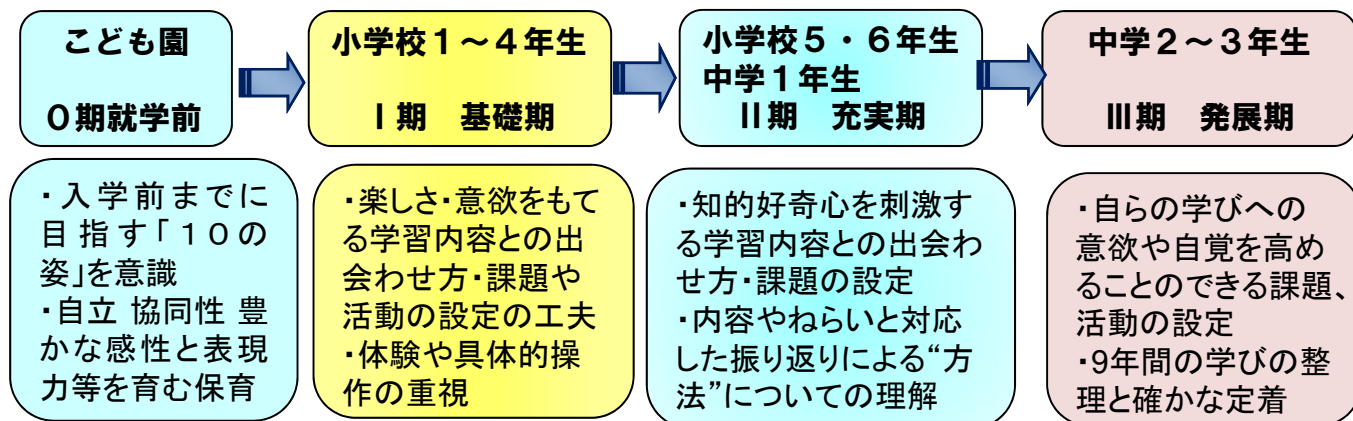 こども園
０期就学前
小学校１～４年生
Ⅰ期　基礎期
小学校５・６年生
中学１年生
Ⅱ期　充実期
中学２～３年生
Ⅲ期　発展期
・入学前までに
目指す「１０の
姿」を意識
・自立 協同性 豊
かな感性と表現
力等を育む保育
・楽しさ・意欲をもて
る学習内容との出
会わせ方・課題や
活動の設定の工夫
・体験や具体的操
作の重視
・知的好奇心を刺激す
る学習内容との出会わ
せ方・課題の設定
・内容やねらいと対応
した振り返りによる“方
法”についての理解
・自らの学びへの
意欲や自覚を高め
ることのできる課題、
活動の設定
・9年間の学びの整
理と確かな定着